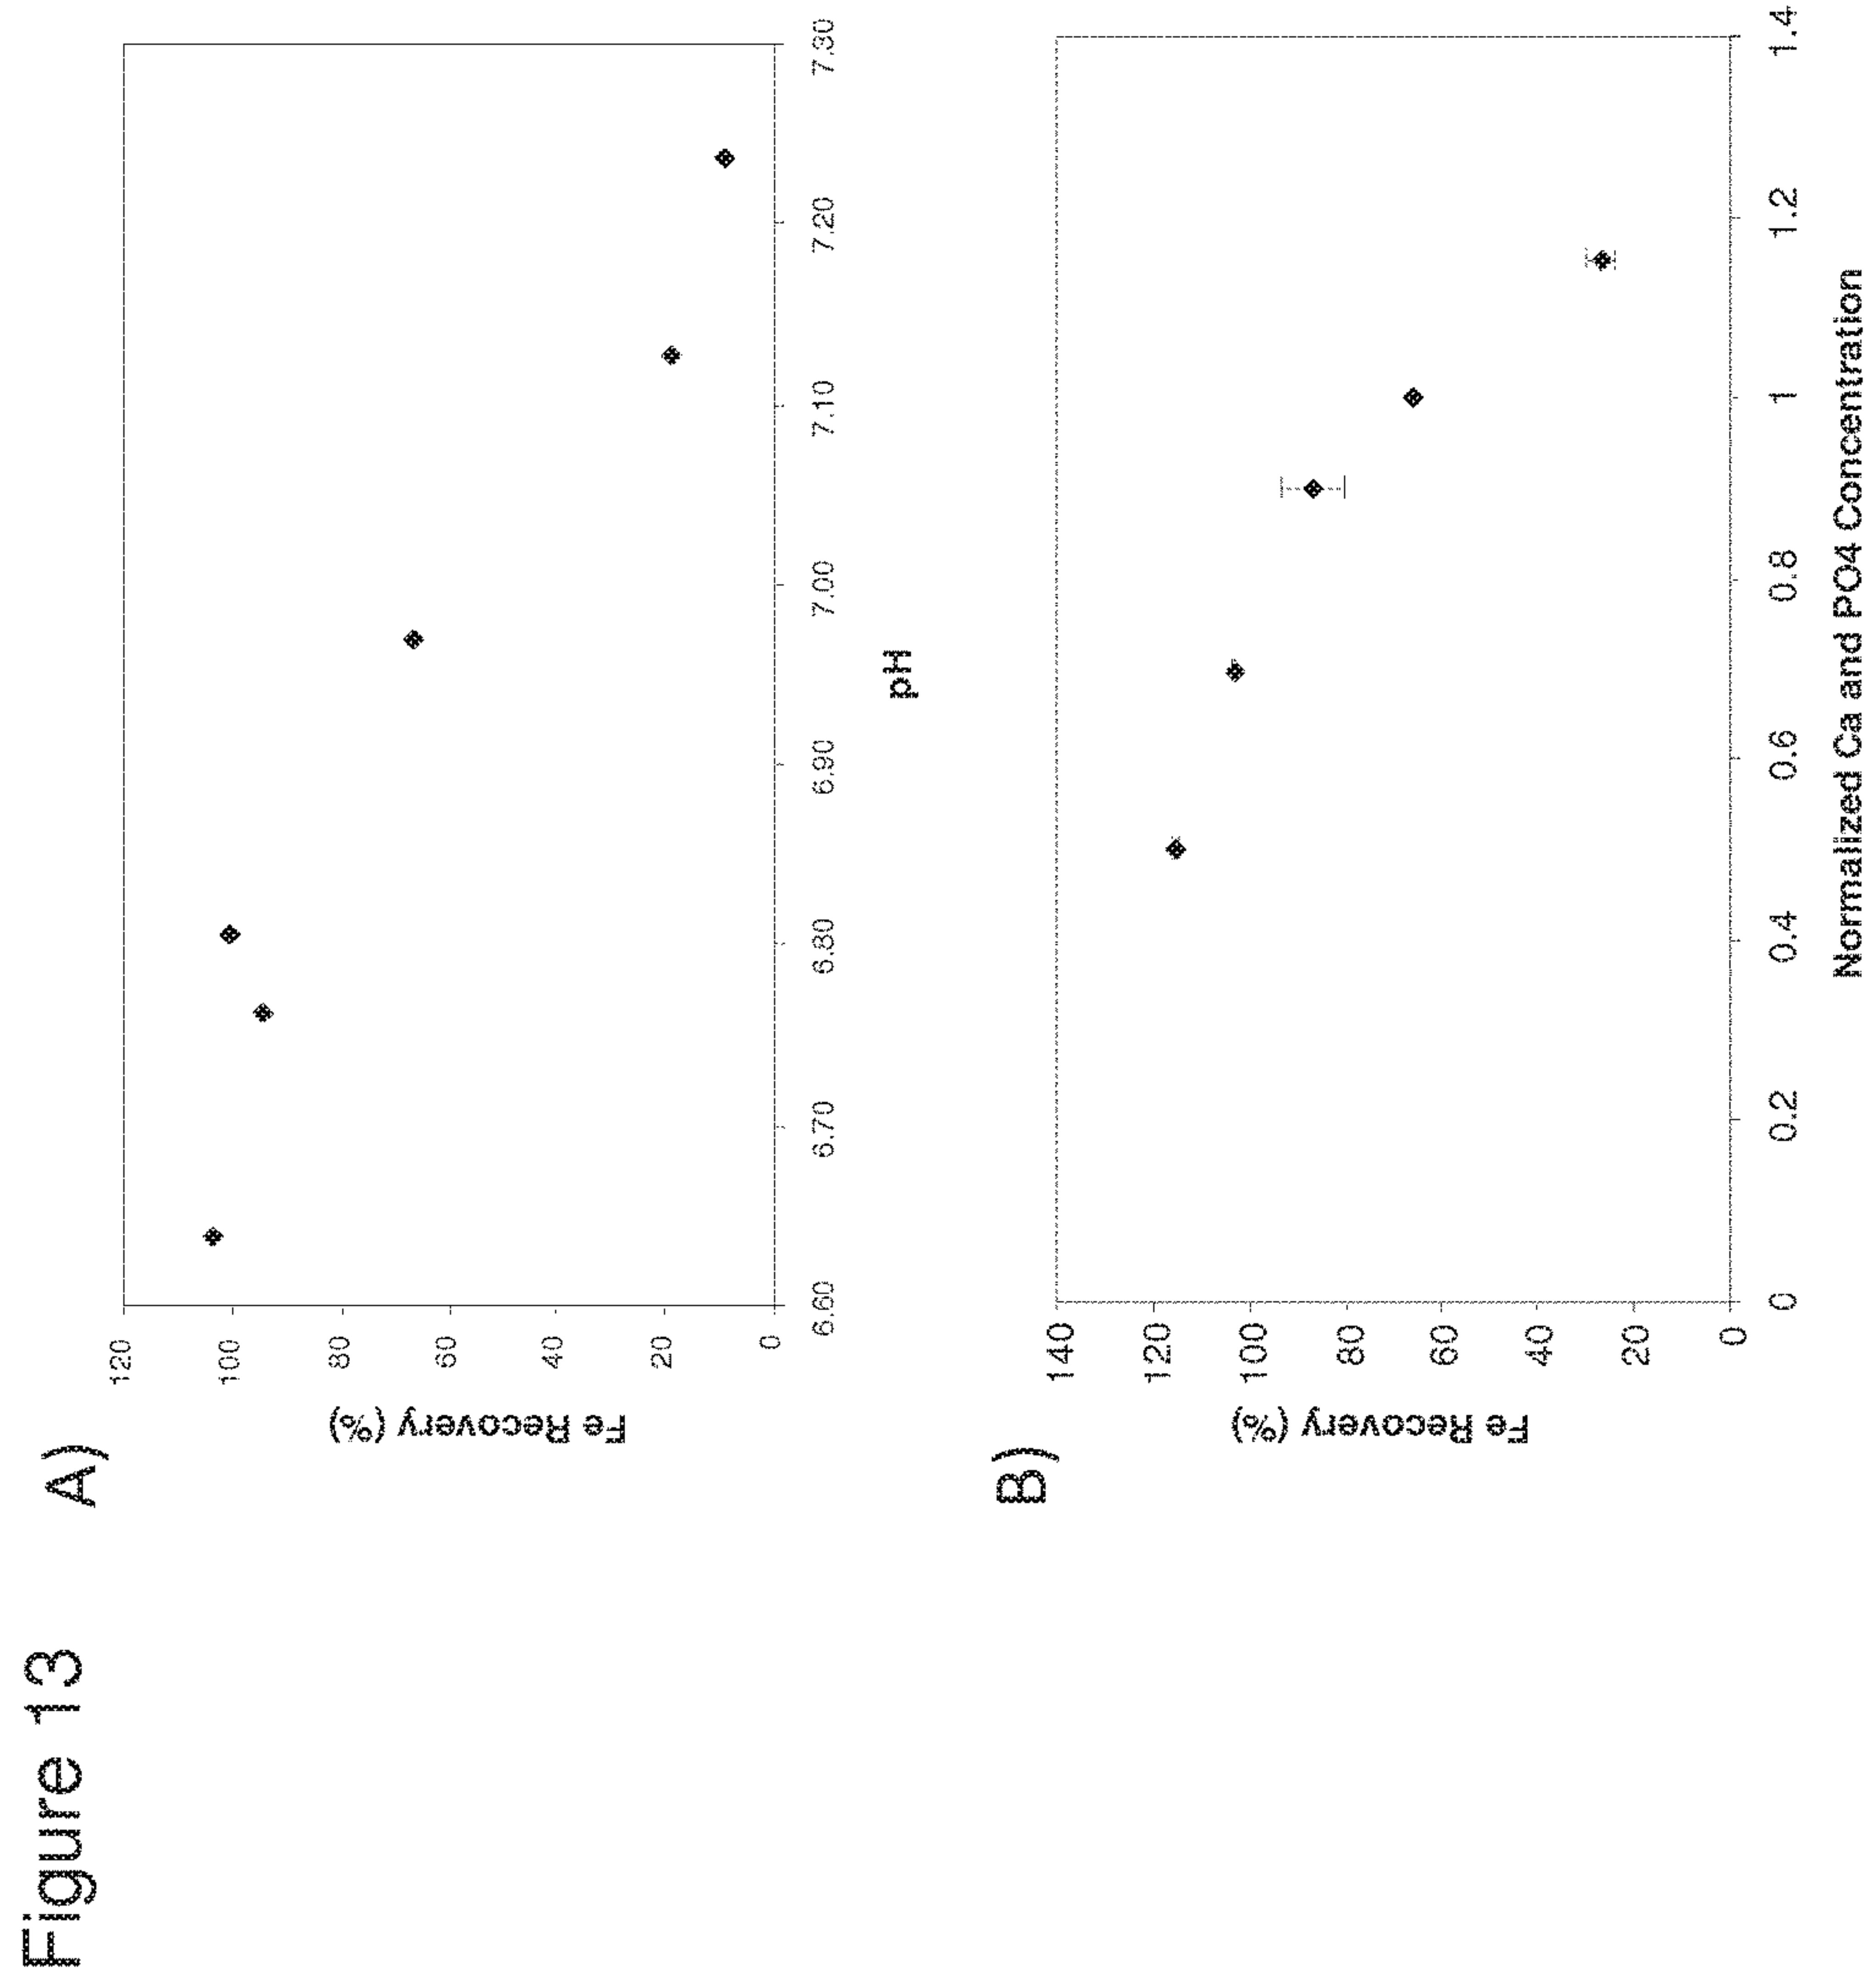 Figure 13
A)
Fe Recovery (%)
120
100
80
60
40
20
0
6.60 6.70 6.80 6.90 7.00 7.10 7.20 7.30
pH
B)
Fe Recovery (%)
140
120
100
80
60
40
20
0
0 0.2 0.4 0.6 0.8 1 1.2 1.4
Normalized Ca and PO4 Concentration